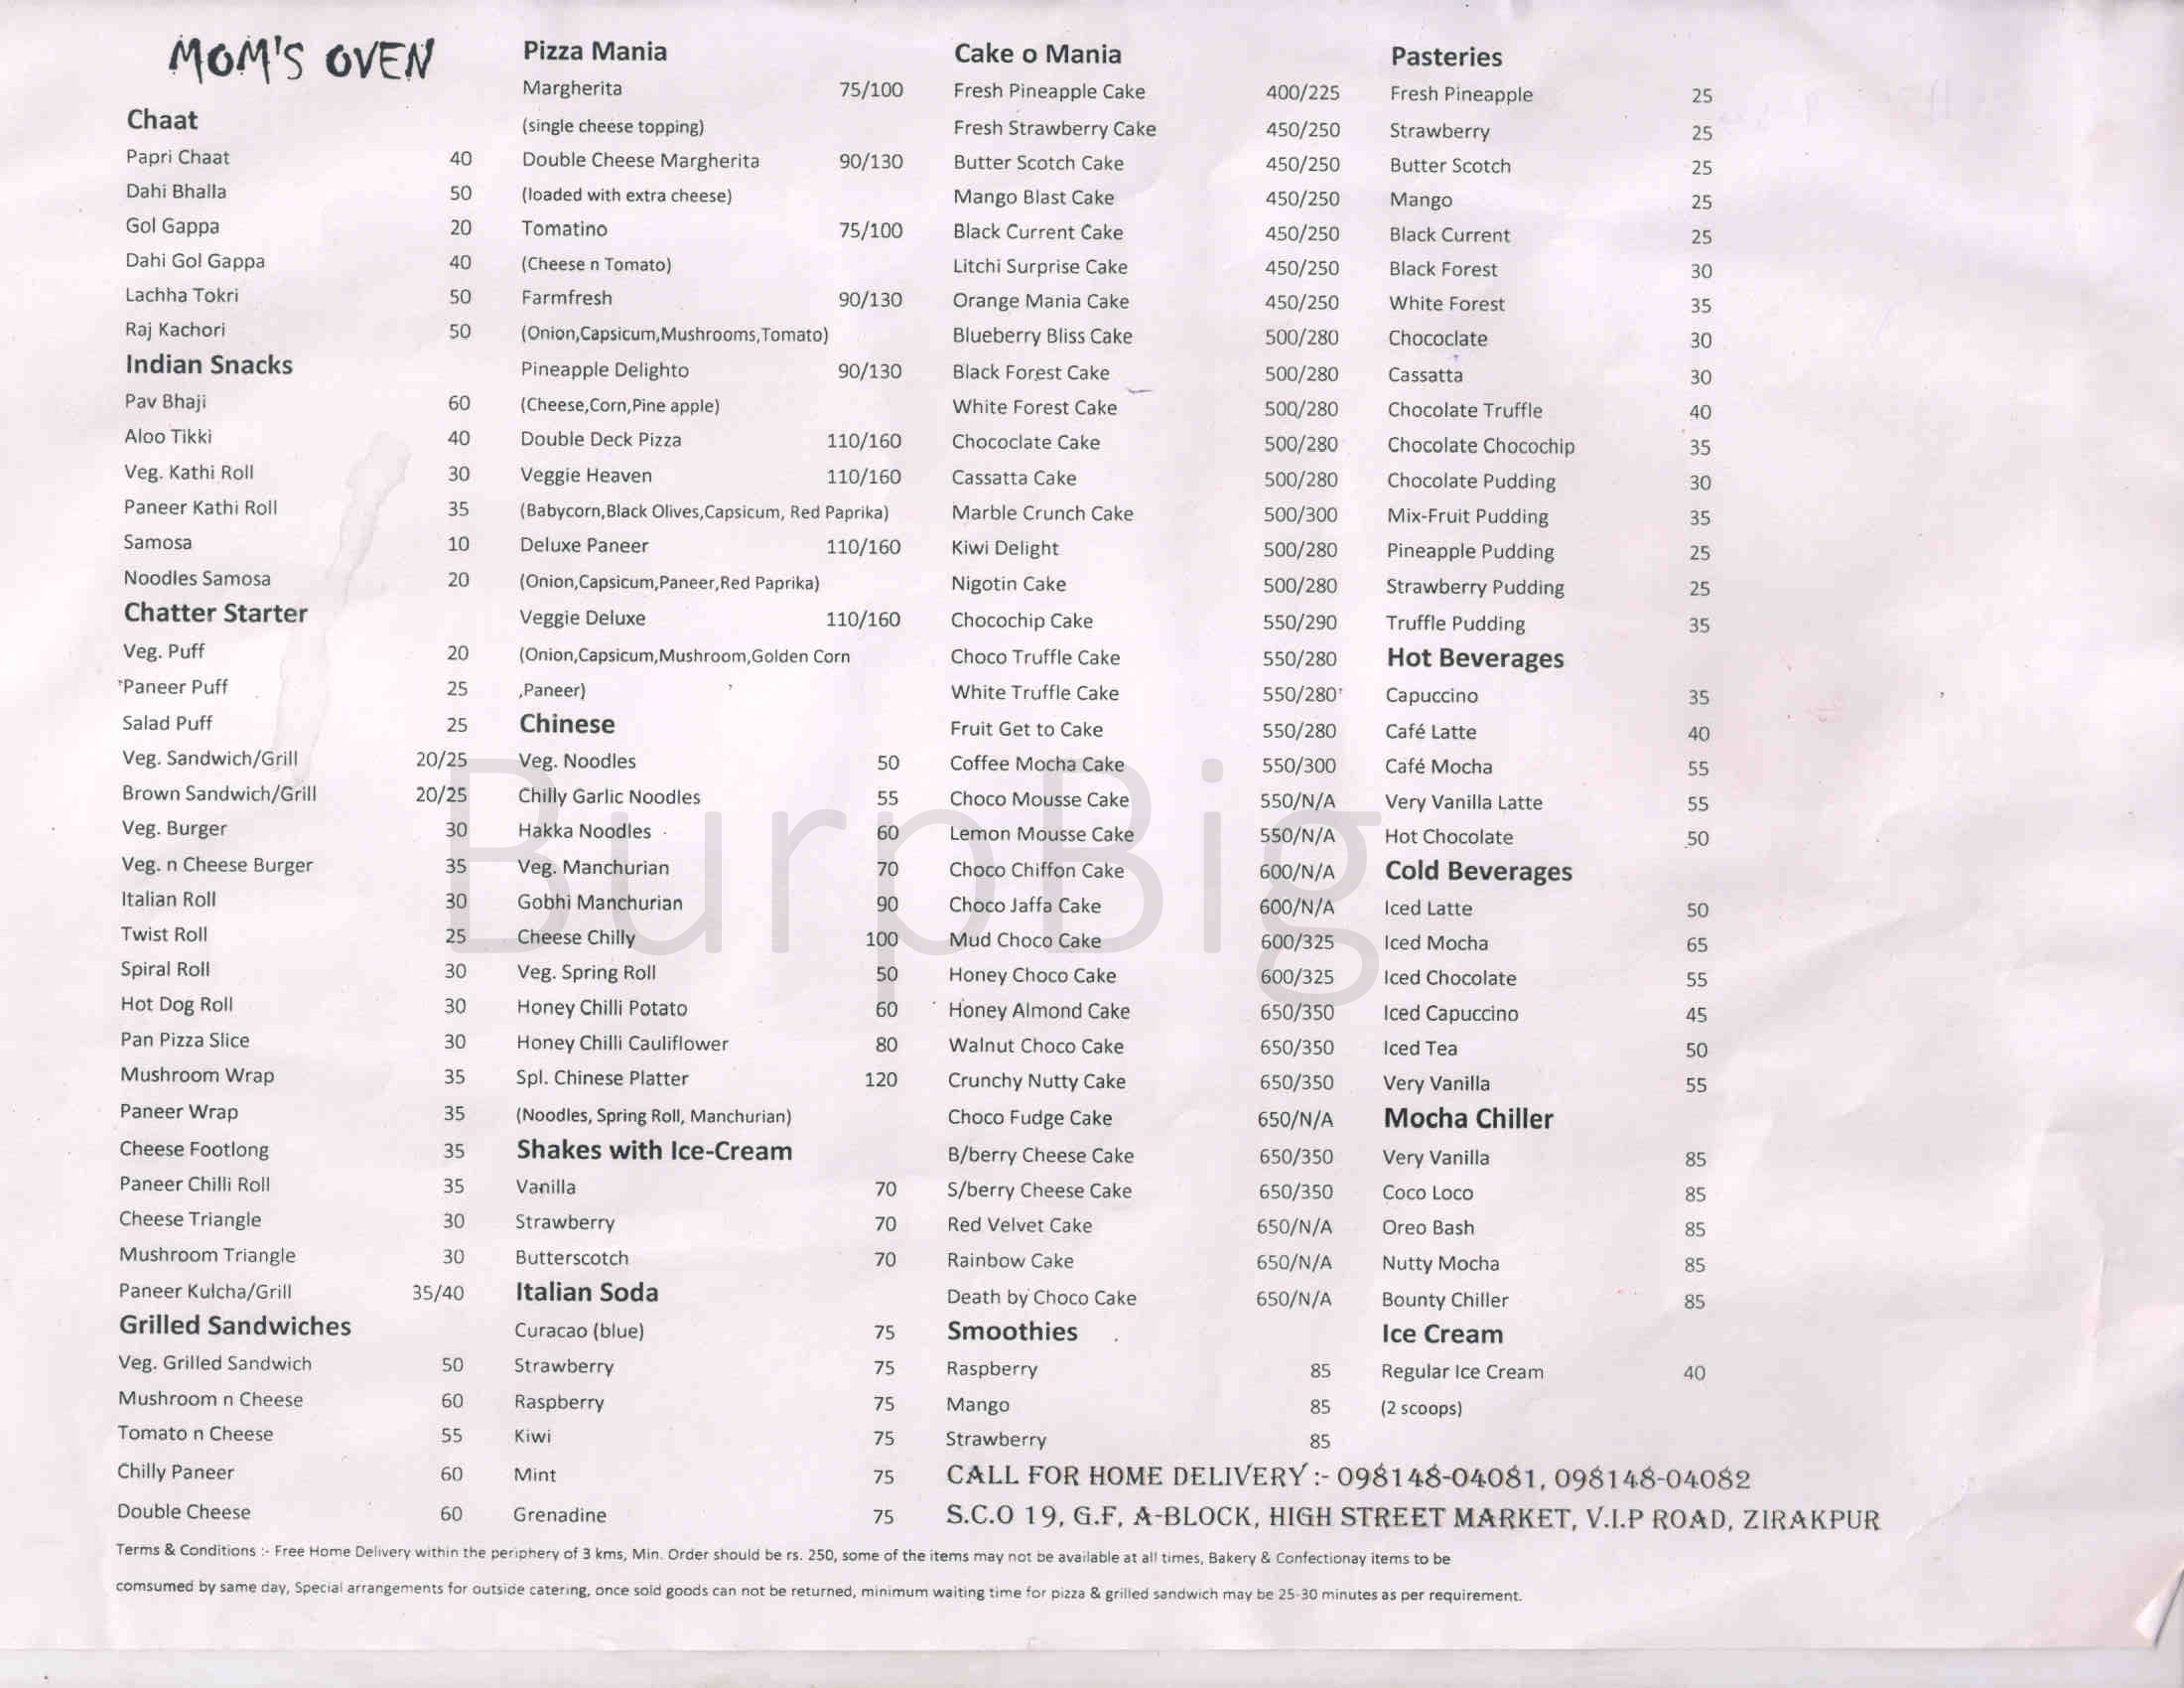 MOM'S OVEN
Chaat
Papri Chaat 40
Dahi Bhalla 50
Gol Gappa 20
Dahi Gol Gappa 40
Lachha Tokri 50
Raj Kachori 50
Indian Snacks
Pav Bhaji 60
Aloo Tikki 40
Veg. Kathi Roll 30
Paneer Kathi Roll 35
Samosa 10
Noodles Samosa 20
Chatter Starter
Veg. Puff 20
Paneer Puff 25
Salad Puff 25
Veg. Sandwich/Grill 20/25
Brown Sandwich/Grill 20/25
Veg. Burger 30
Veg. n Cheese Burger 35
Italian Roll 30
Twist Roll 25
Spiral Roll 30
Hot Dog Roll 30
Pan Pizza Slice 30
Mushroom Wrap 35
Paneer Wrap 35
Cheese Footlong 35
Paneer Chilli Roll 35
Cheese Triangle 30
Mushroom Triangle 30
Paneer Kulcha/Grill 35/40
Grilled Sandwiches
Veg. Grilled Sandwich 50
Mushroom n Cheese 60
Tomato n Cheese 55
Chilly Paneer 60
Double Cheese 60
Pizza Mania
Margherita 75/100
(single cheese topping)
Double Cheese Margherita 90/130
(loaded with extra cheese)
Tomatino 75/100
(Cheese n Tomato)
Farmfresh 90/130
(Onion,Capsicum,Mushrooms,Tomato)
Pineapple Delighto 90/130
(Cheese,Corn,Pine apple)
Double Deck Pizza 110/160
Veggie Heaven 110/160
(Babycorn,Black Olives,Capsicum, Red Paprika)
Deluxe Paneer 110/160
(Onion,Capsicum,Paneer,Red Paprika)
Veggie Deluxe 110/160
(Onion,Capsicum,Mushroom,Golden Corn
,Paneer)
Chinese
Veg. Noodles 50
Chilly Garlic Noodles 55
Hakka Noodles 60
Veg. Manchurian 70
Gobhi Manchurian 90
Cheese Chilly 100
Veg. Spring Roll 50
Honey Chilli Potato 60
Honey Chilli Cauliflower 80
Spl. Chinese Platter 120
(Noodles, Spring Roll, Manchurian)
Shakes with Ice-Cream
Vanilla 70
Strawberry 70
Butterscotch 70
Italian Soda
Curacao (blue) 75
Strawberry 75
Raspberry 75
Kiwi 75
Mint 75
Grenadine 75
Cake o Mania
Fresh Pineapple Cake 400/225
Fresh Strawberry Cake 450/250
Butter Scotch Cake 450/250
Mango Blast Cake 450/250
Black Current Cake 450/250
Litchi Surprise Cake 450/250
Orange Mania Cake 450/250
Blueberry Bliss Cake 500/280
Black Forest Cake 500/280
White Forest Cake 500/280
Chococlate Cake 500/280
Cassatta Cake 500/280
Marble Crunch Cake 500/300
Kiwi Delight 500/280
Nigotin Cake 500/280
Chocochip Cake 550/290
Choco Truffle Cake 550/280
White Truffle Cake 550/280
Fruit Get to Cake 550/280
Coffee Mocha Cake 550/300
Choco Mousse Cake 550/N/A
Lemon Mousse Cake 550/N/A
Choco Chiffon Cake 600/N/A
Choco Jaffa Cake 600/N/A
Mud Choco Cake 600/325
Honey Choco Cake 600/325
Honey Almond Cake 650/350
Walnut Choco Cake 650/350
Crunchy Nutty Cake 650/350
Choco Fudge Cake 650/N/A
B/berry Cheese Cake 650/350
S/berry Cheese Cake 650/350
Red Velvet Cake 650/N/A
Rainbow Cake 650/N/A
Death by Choco Cake 650/N/A
Smoothies
Raspberry 85
Mango 85
Strawberry 85
Pasteries
Fresh Pineapple 25
Strawberry 25
Butter Scotch 25
Mango 25
Black Current 25
Black Forest 30
White Forest 35
Chococlate 30
Cassatta 30
Chocolate Truffle 40
Chocolate Chocochip 35
Chocolate Pudding 30
Mix-Fruit Pudding 35
Pineapple Pudding 25
Strawberry Pudding 25
Truffle Pudding 35
Hot Beverages
Capuccino 35
Café Latte 40
Café Mocha 55
Very Vanilla Latte 55
Hot Chocolate 50
Cold Beverages
Iced Latte 50
Iced Mocha 65
Iced Chocolate 55
Iced Capuccino 45
Iced Tea 50
Very Vanilla 55
Mocha Chiller
Very Vanilla 85
Coco Loco 85
Oreo Bash 85
Nutty Mocha 85
Bounty Chiller 85
Ice Cream
Regular Ice Cream 40
(2 scoops)
CALL FOR HOME DELIVERY :- 098148-04081, 098148-04082
S.C.O 19, G.F, A-BLOCK, HIGH STREET MARKET, V.I.P ROAD, ZIRAKPUR
Terms & Conditions :- Free Home Delivery within the periphery of 3 kms, Min. Order should be rs. 250, some of the items may not be available at all times, Bakery & Confectionay items to be
comsumed by same day, Special arrangements for outside catering, once sold goods can not be returned, minimum waiting time for pizza & grilled sandwich may be 25-30 minutes as per requirement.
BurpBig